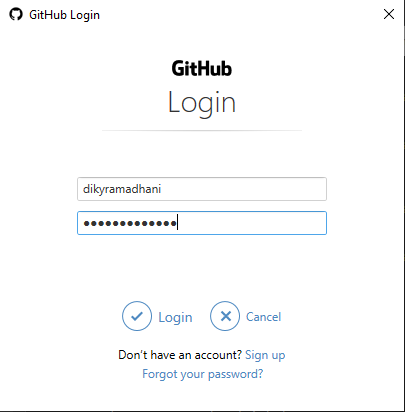 GitHub Login
GitHub
Login
dikyramadhani
●●●●●●●●●●●●●
Login Cancel
Don't have an account? Sign up
Forgot your password?